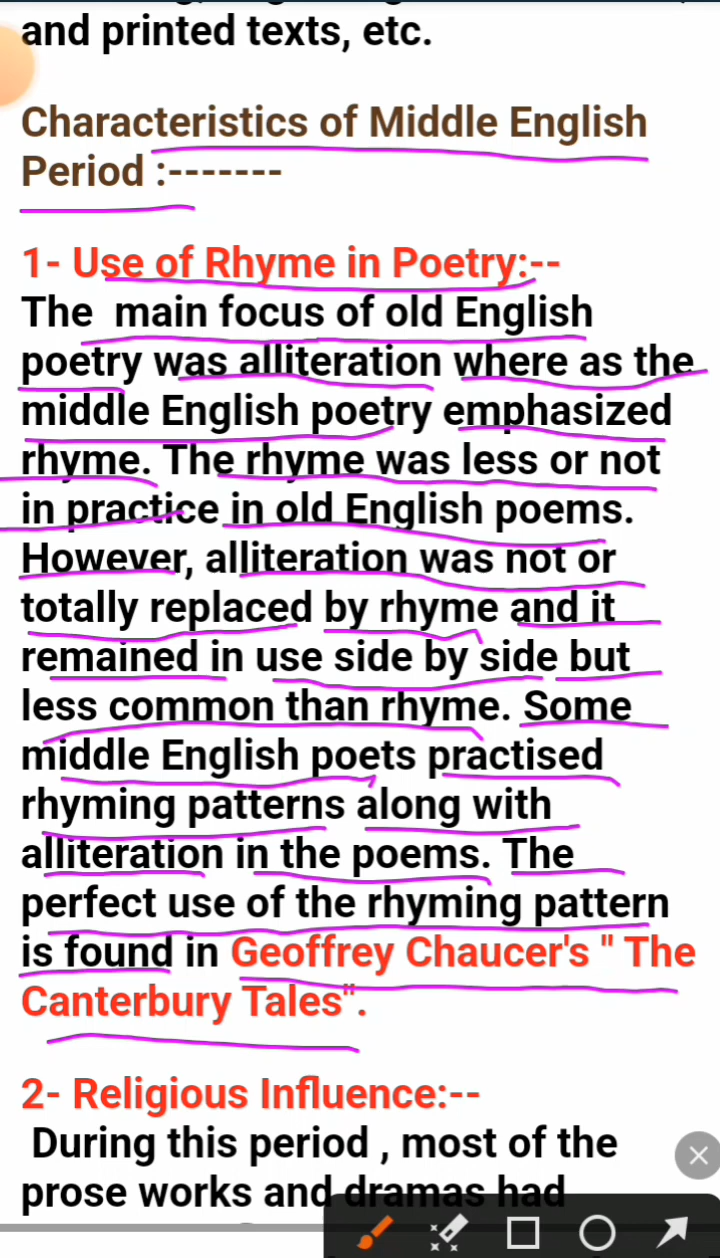 and printed texts, etc.
Characteristics of Middle English
Period :-------
1- Use of Rhyme in Poetry:--
The  main focus of old English
poetry was alliteration where as the
middle English poetry emphasized
rhyme. The rhyme was less or not
in practice in old English poems.
However, alliteration was not or
totally replaced by rhyme and it
remained in use side by side but
less common than rhyme. Some
middle English poets practised
rhyming patterns along with
alliteration in the poems. The
perfect use of the rhyming pattern
is found in Geoffrey Chaucer's " The
Canterbury Tales".
2- Religious Influence:--
During this period , most of the
prose works and dramas had